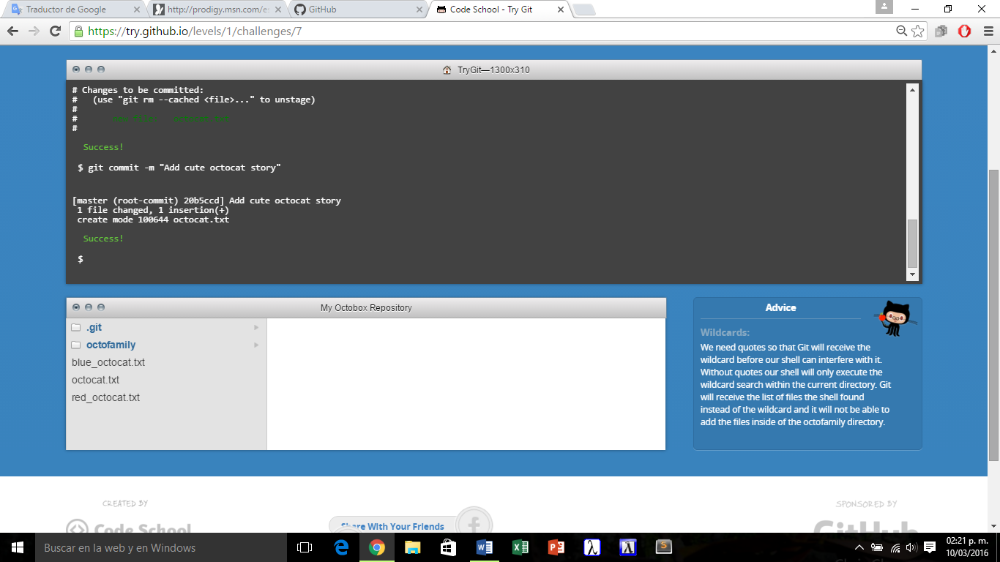 Traductor de Google
http://prodigy.msn.com/es
GitHub
Code School - Try Git
https://try.github.io/levels/1/challenges/7
TryGit—1300x310
# Changes to be committed:
#   (use "git rm --cached <file>..." to unstage)
#
#       new file:   octocat.txt
#
Success!
$ git commit -m "Add cute octocat story"
[master (root-commit) 20b5ccd] Add cute octocat story
1 file changed, 1 insertion(+)
create mode 100644 octocat.txt
Success!
$
My Octobox Repository
.git
octofamily
blue_octocat.txt
octocat.txt
red_octocat.txt
Advice
Wildcards:
We need quotes so that Git will receive the
wildcard before our shell can interfere with it.
Without quotes our shell will only execute the
wildcard search within the current directory. Git
will receive the list of files the shell found
instead of the wildcard and it will not be able to
add the files inside of the octofamily directory.
CREATED BY
Code School
Share With Your Friends
SPONSORED BY
GitHub
Buscar en la web y en Windows
02:21 p. m.
10/03/2016